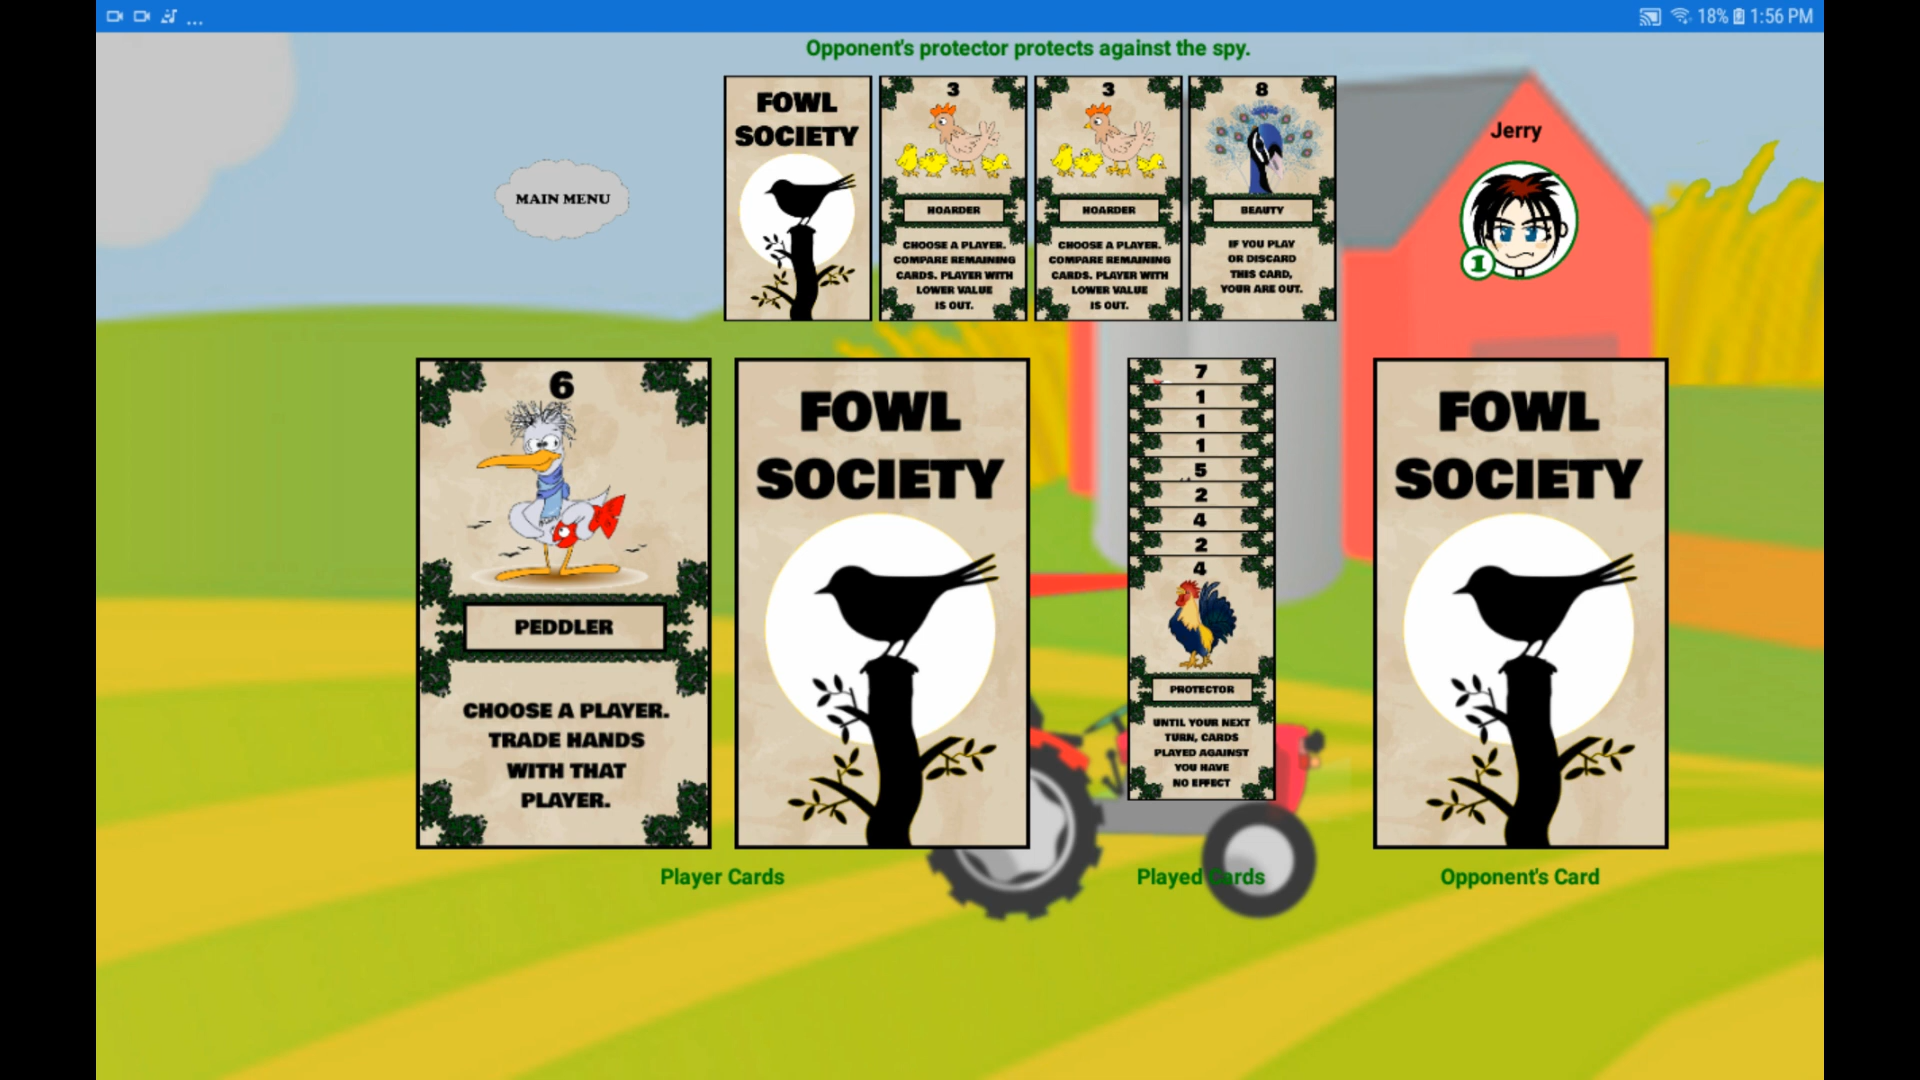 18% 1:56 PM
Opponent's protector protects against the spy.
MAIN MENU
FOWL
SOCIETY
3
HOARDER
CHOOSE A PLAYER.
COMPARE REMAINING
CARDS. PLAYER WITH
LOWER VALUE
IS OUT.
3
HOARDER
CHOOSE A PLAYER.
COMPARE REMAINING
CARDS. PLAYER WITH
LOWER VALUE
IS OUT.
8
BEAUTY
IF YOU PLAY
OR DISCARD
THIS CARD,
YOUR ARE OUT.
Jerry
1
6
PEDDLER
CHOOSE A PLAYER.
TRADE HANDS
WITH THAT
PLAYER.
FOWL
SOCIETY
7
1
1
1
5
2
4
2
4
PROTECTOR
UNTIL YOUR NEXT
TURN, CARDS
PLAYED AGAINST
YOU HAVE
NO EFFECT
FOWL
SOCIETY
Player Cards
Played Cards
Opponent's Card